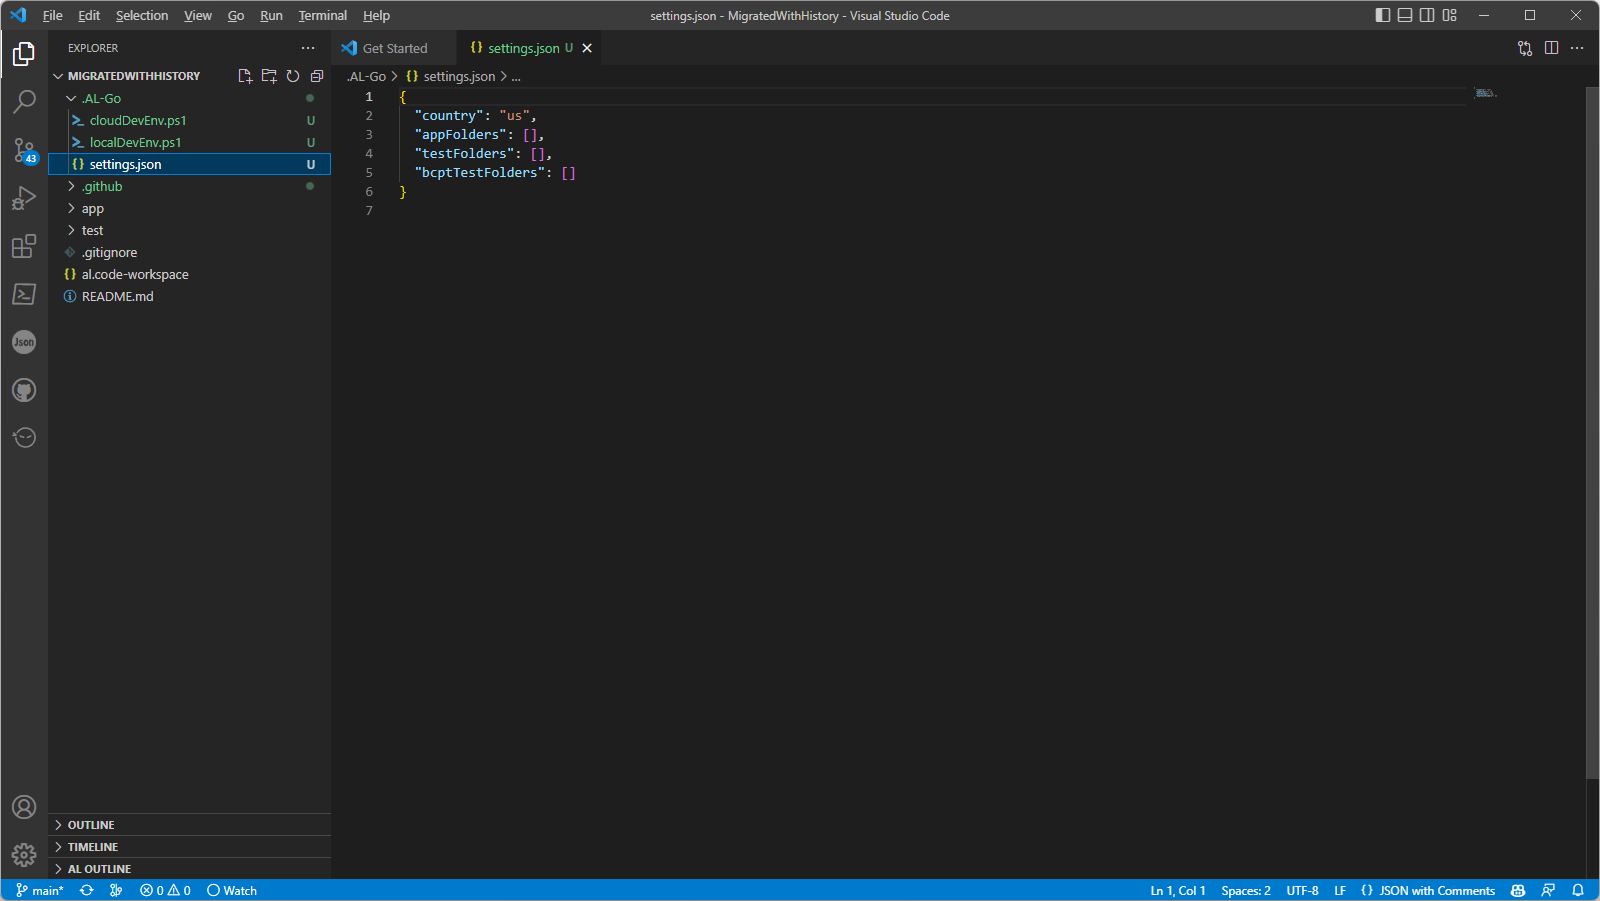 File Edit Selection View Go Run Terminal Help
settings.json - MigratedWithHistory - Visual Studio Code
EXPLORER
MIGRATEDWITHHISTORY
.AL-Go
cloudDevEnv.ps1 U
localDevEnv.ps1 U
{} settings.json U
.github
app
test
.gitignore
{} al.code-workspace
README.md
43
Json
OUTLINE
TIMELINE
AL OUTLINE
Get Started
{} settings.json U
.AL-Go > {} settings.json > ...
1 {
2 "country": "us",
3 "appFolders": [],
4 "testFolders": [],
5 "bcptTestFolders": []
6 }
7
main* 0 0 Watch
Ln 1, Col 1 Spaces: 2 UTF-8 LF {} JSON with Comments